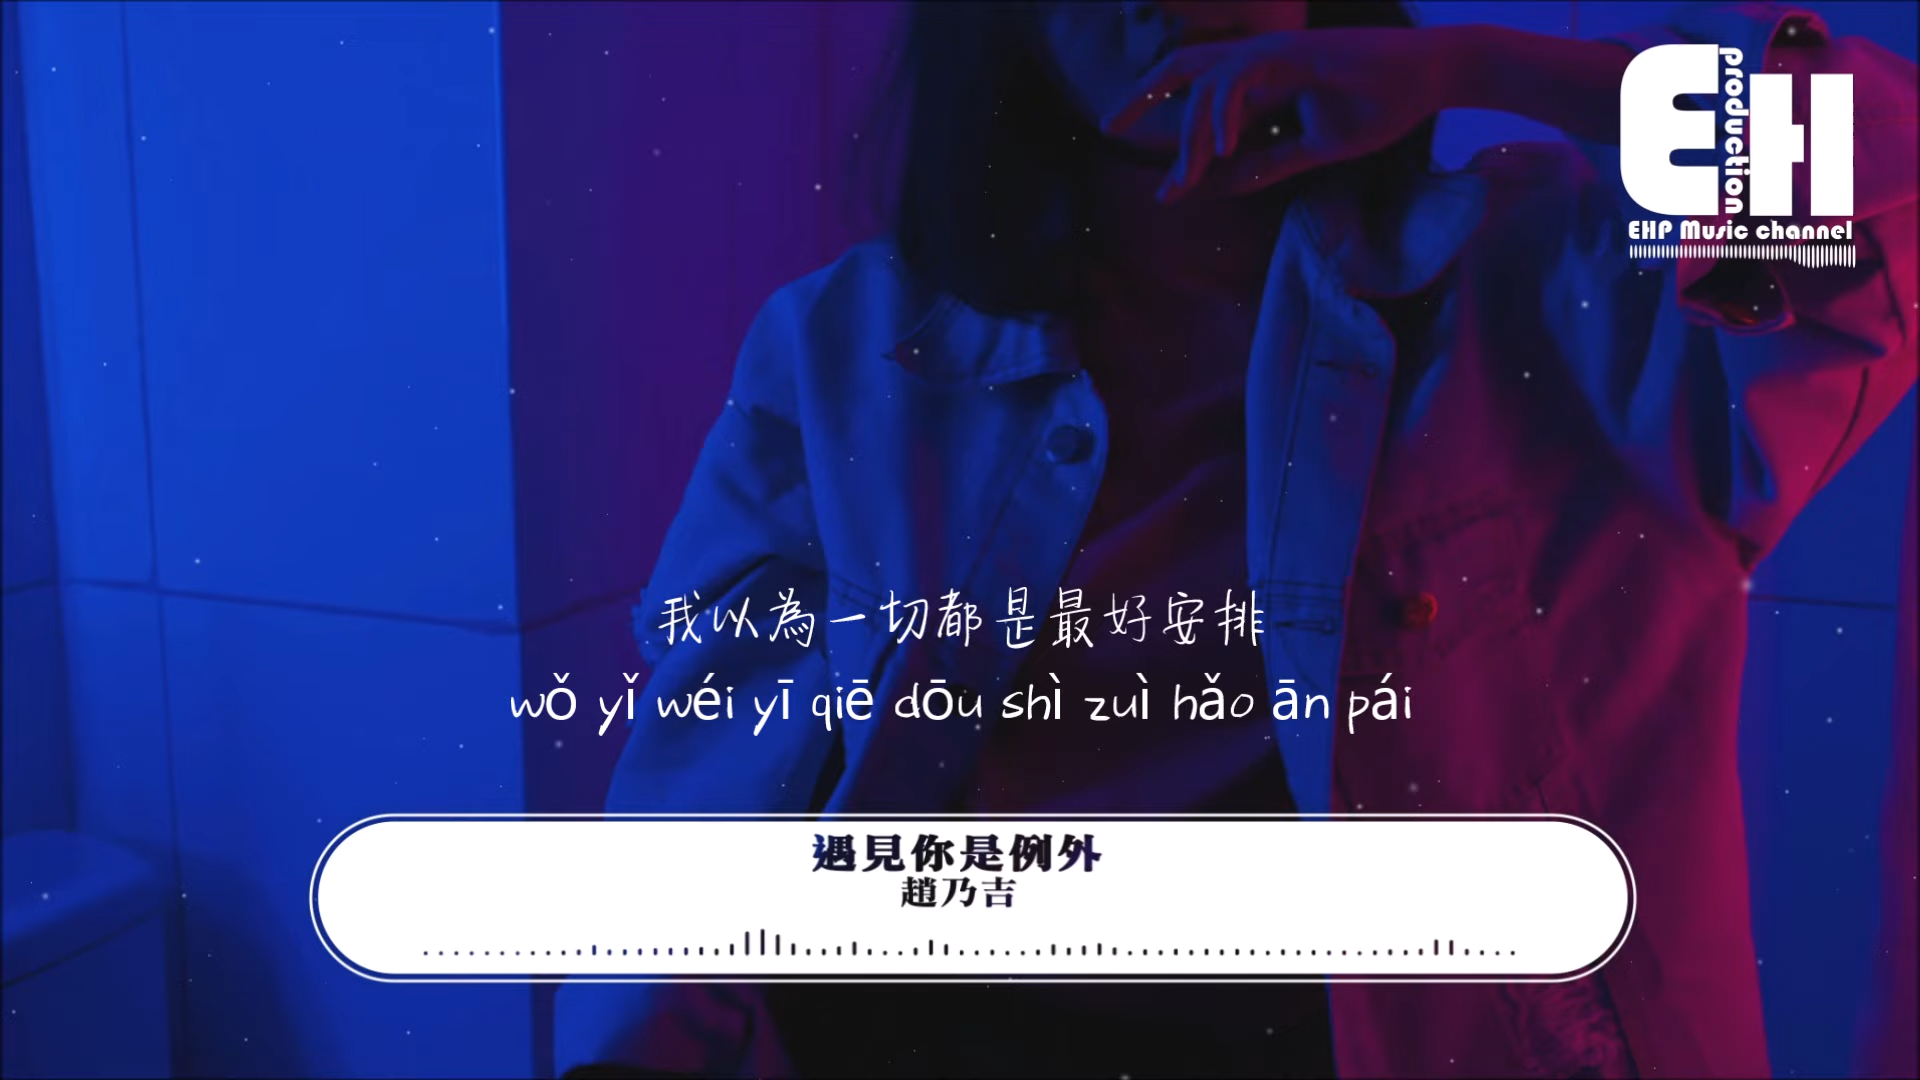 EH
production
EHP Music channel
我以為一切都是最好安排
wǒ yǐ wéi yī qiē dōu shì zuì hǎo ān pái
遇見你是例外
趙乃吉